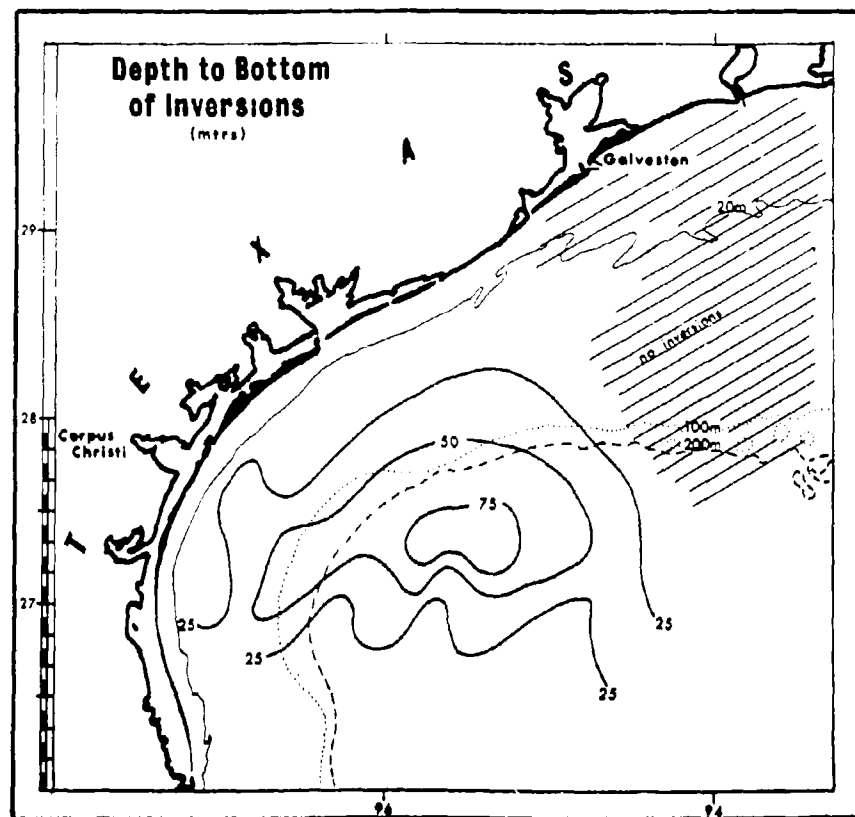 Depth to Bottom
of Inversions
(mtrs)
S
A
X
E
T
Galveston
20m
29
no inversions
28
Corpus
Christi
100m
200m
50
75
27
25
25
25
25
96
94